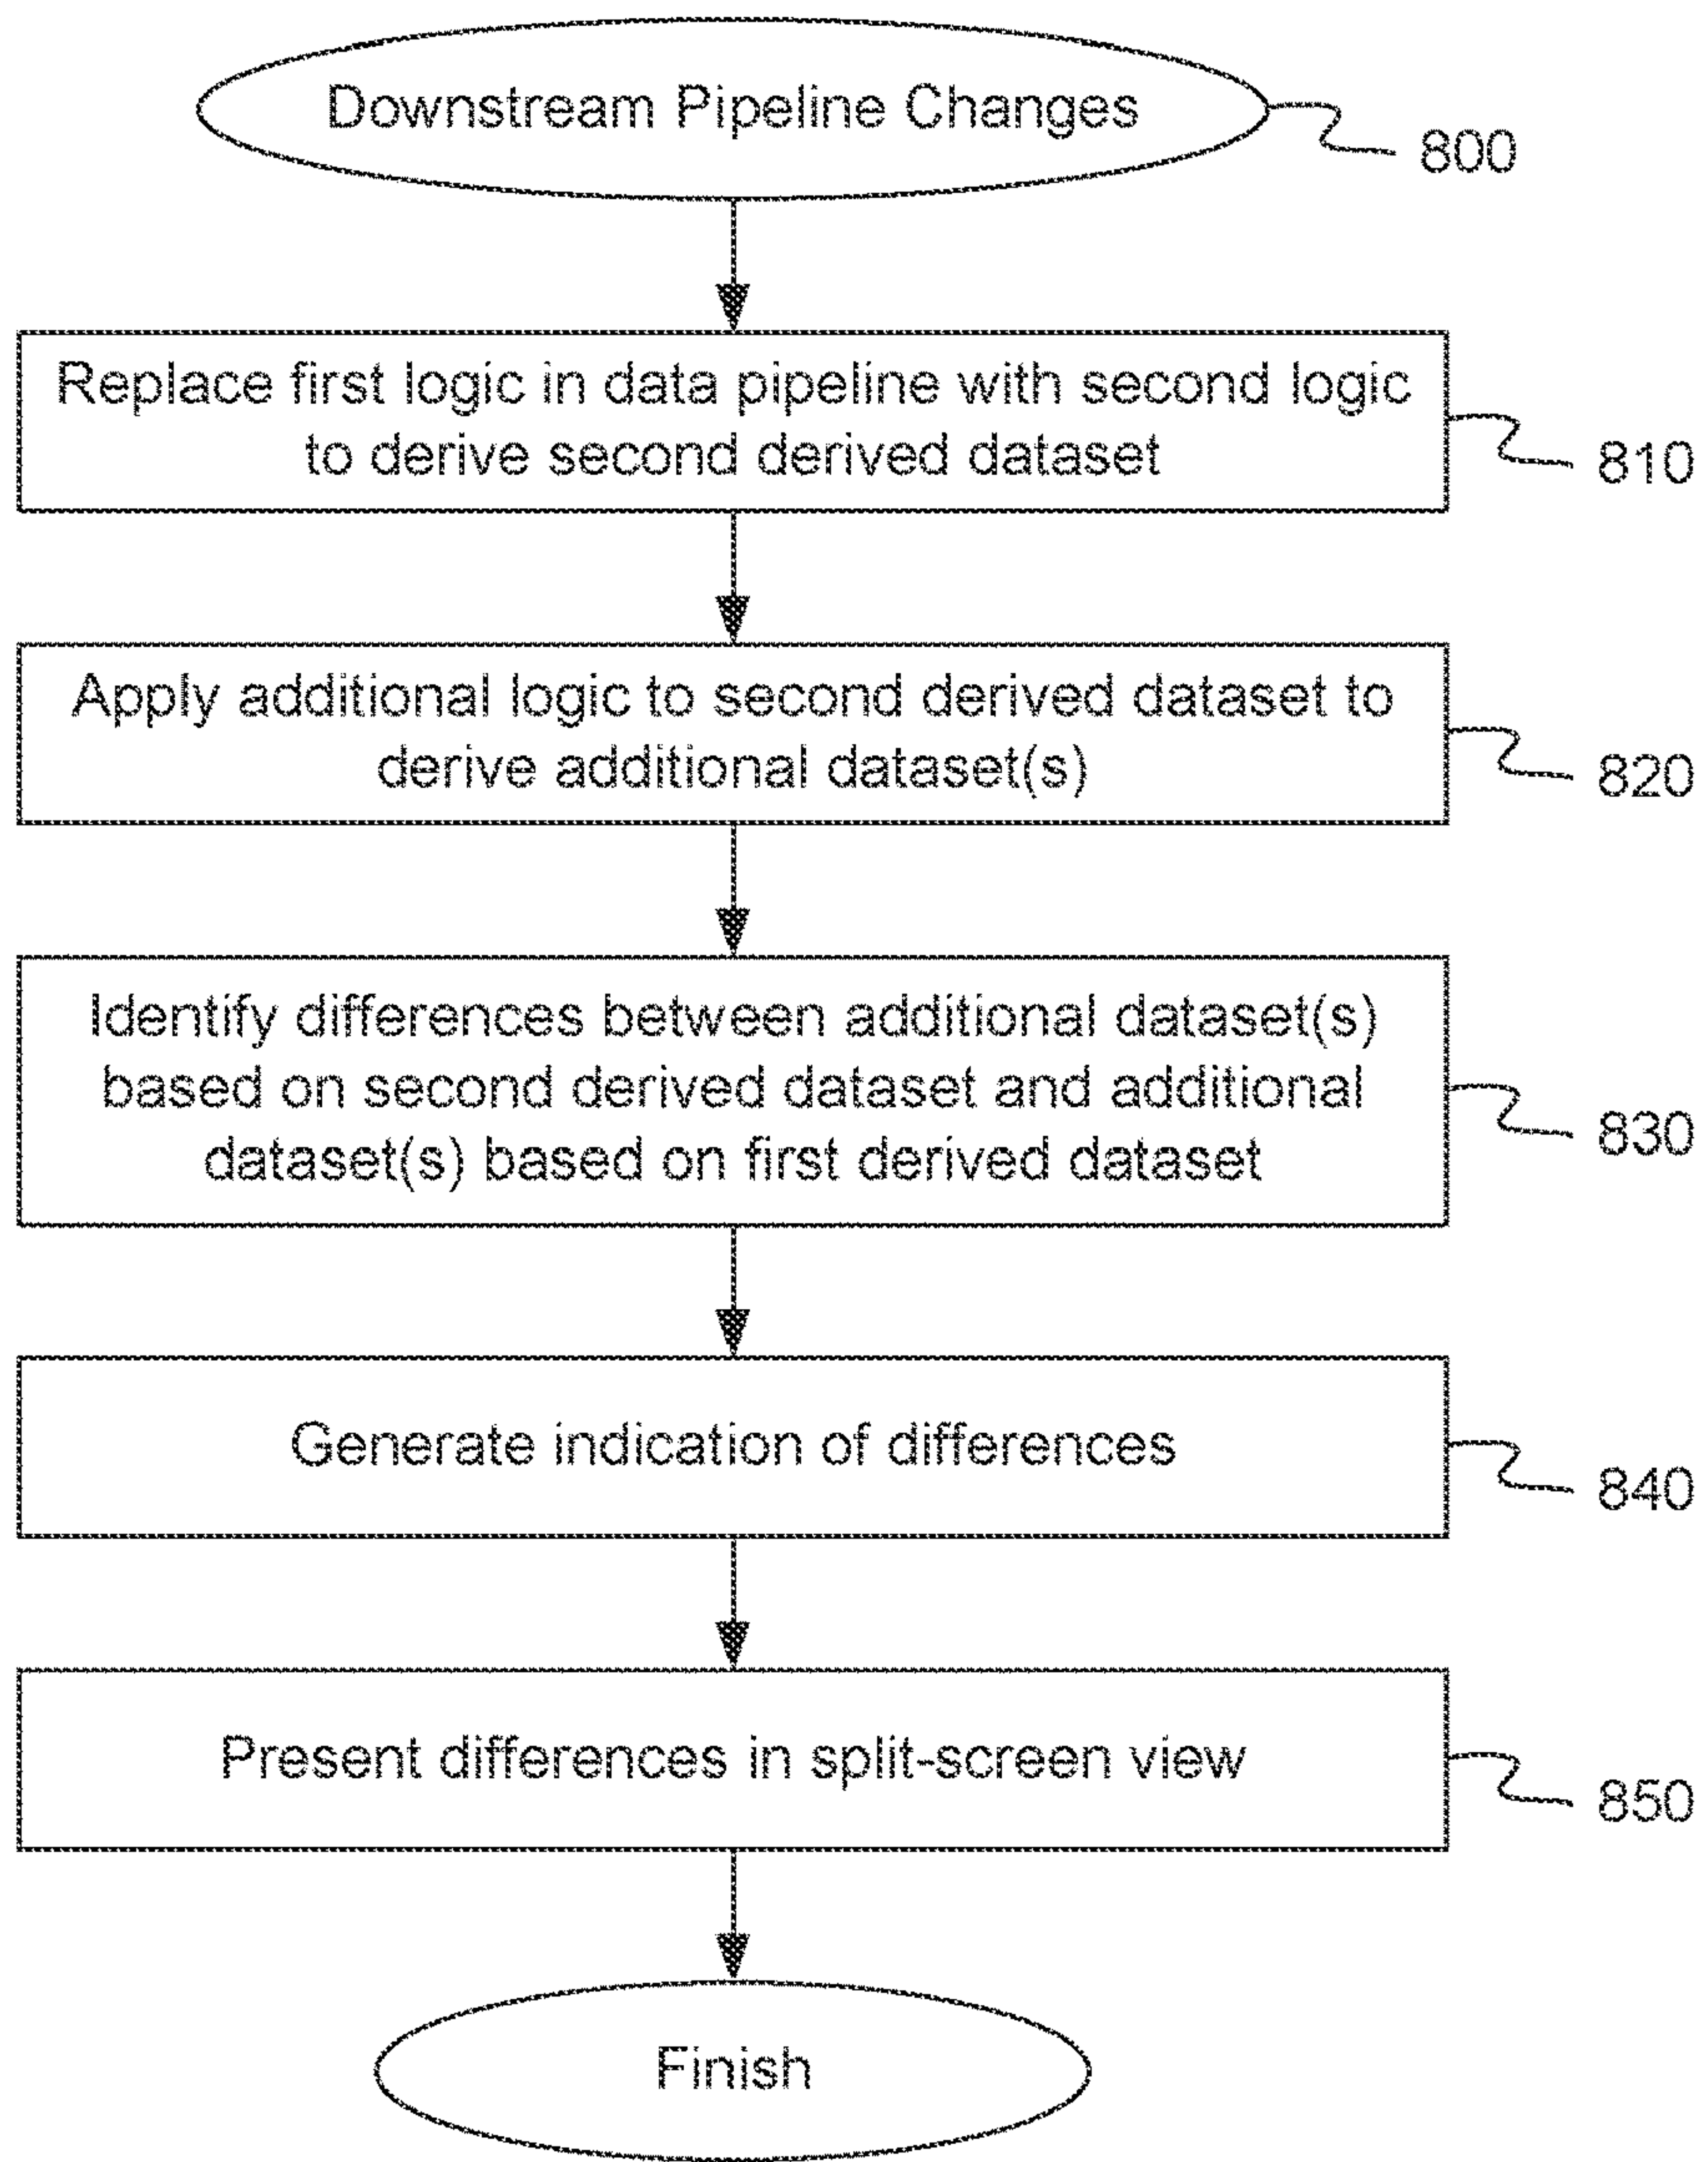 Downstream Pipeline Changes
800
Replace first logic in data pipeline with second logic
to derive second derived dataset
810
Apply additional logic to second derived dataset to
derive additional dataset(s)
820
Identify differences between additional dataset(s)
based on second derived dataset and additional
dataset(s) based on first derived dataset
830
Generate indication of differences
840
Present differences in split-screen view
850
Finish